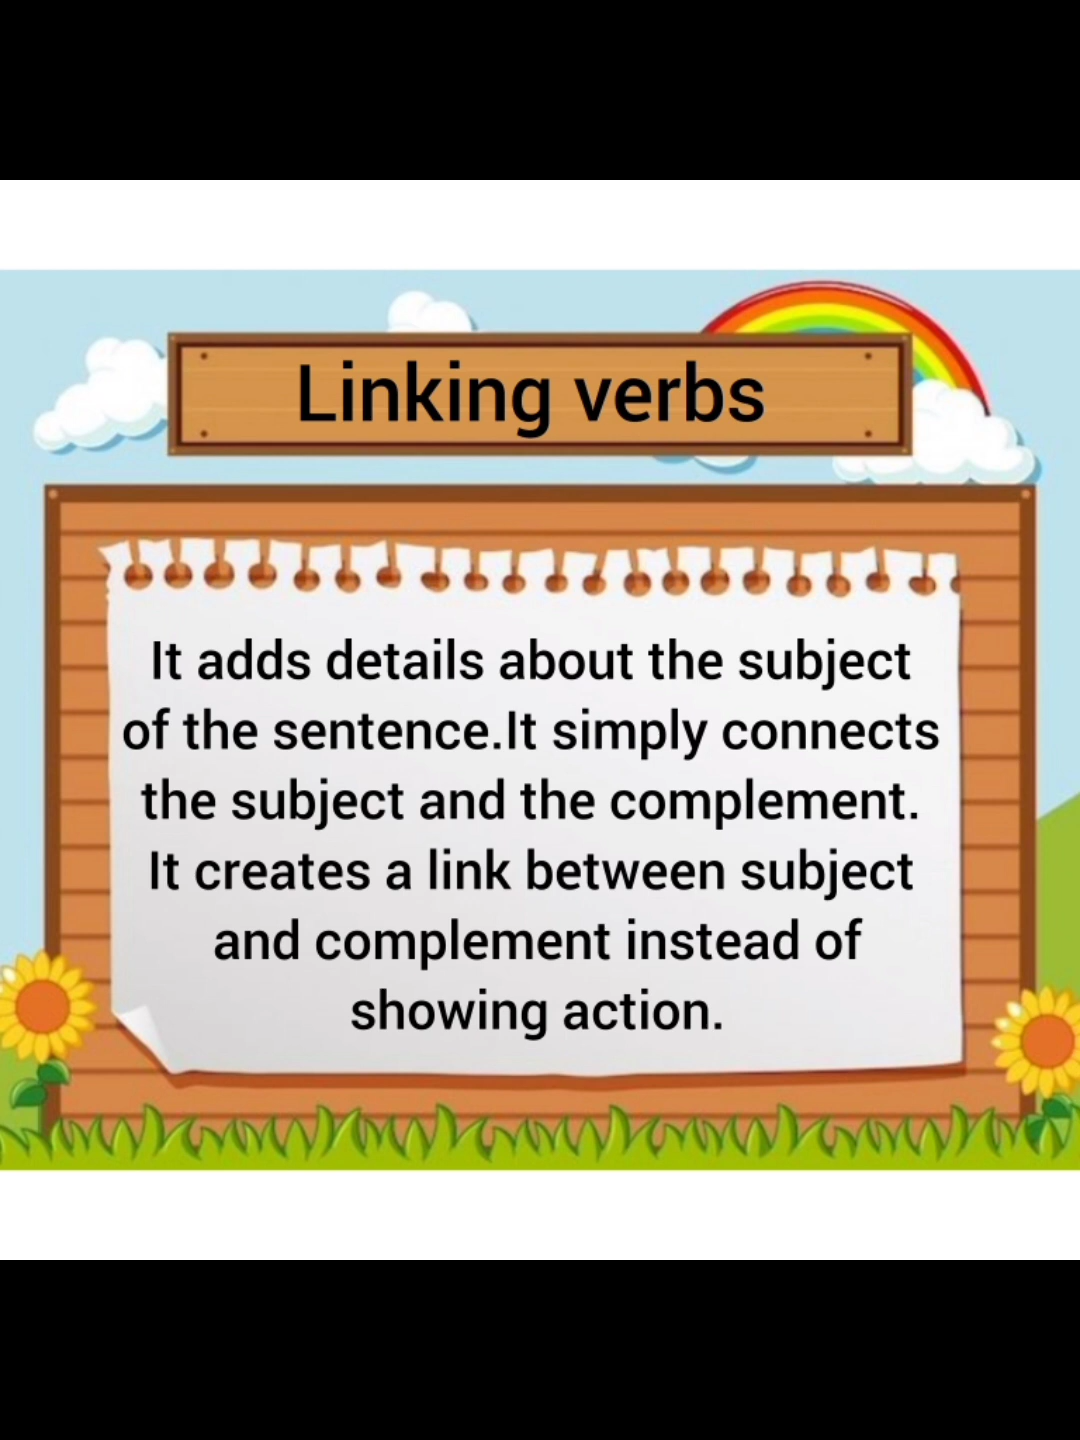 Linking verbs
It adds details about the subject
of the sentence.It simply connects
the subject and the complement.
It creates a link between subject
and complement instead of
showing action.